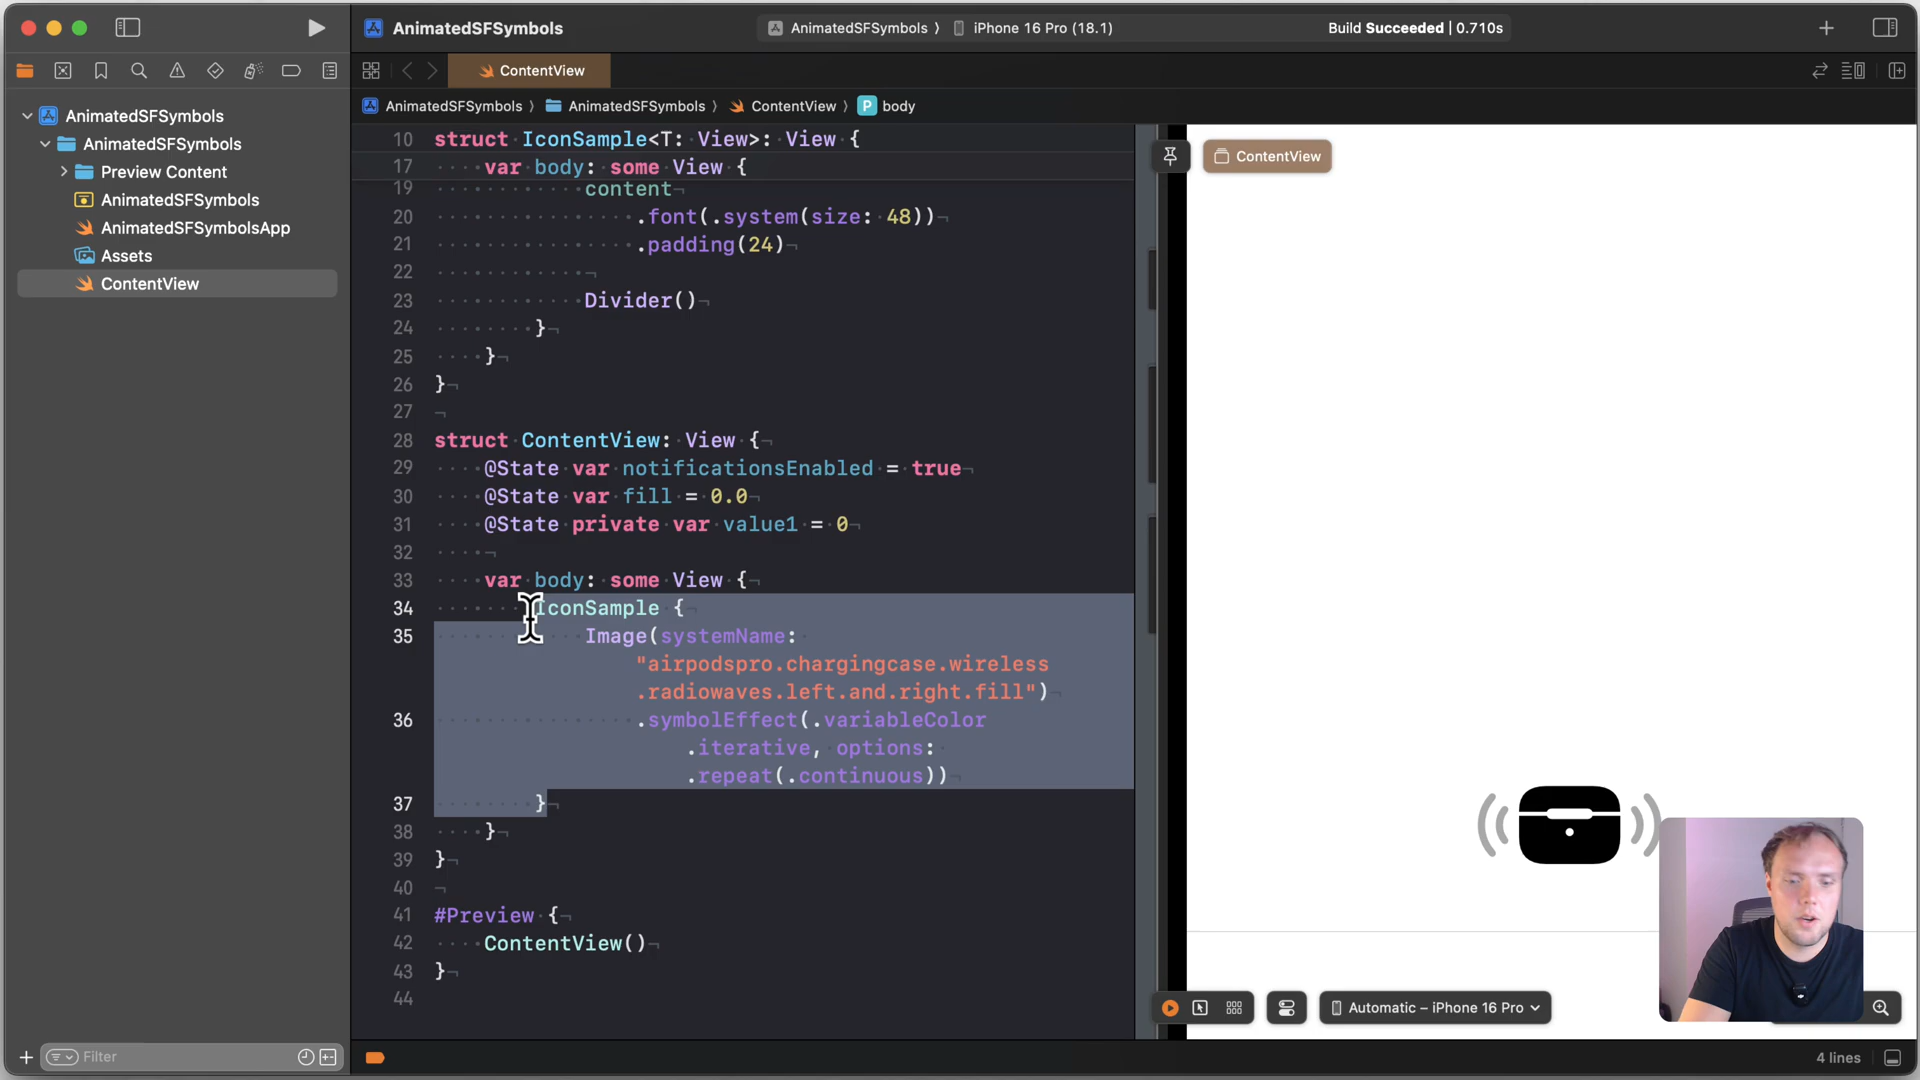 AnimatedSFSymbols
AnimatedSFSymbols 〉 iPhone 16 Pro (18.1)
Build Succeeded | 0.710s
ContentView
AnimatedSFSymbols 〉 AnimatedSFSymbols 〉 ContentView 〉 P body
AnimatedSFSymbols
AnimatedSFSymbols
Preview Content
AnimatedSFSymbols
AnimatedSFSymbolsApp
Assets
ContentView
10 struct IconSample<T: View>: View {
17 var body: some View {
19 content
20 .font(.system(size: 48))
21 .padding(24)
22
23 Divider()
24 }
25 }
26 }
27
28 struct ContentView: View {
29 @State var notificationsEnabled = true
30 @State var fill = 0.0
31 @State private var value1 = 0
32
33 var body: some View {
34 IconSample {
35 Image(systemName:
"airpodspro.chargingcase.wireless
.radiowaves.left.and.right.fill")
36 .symbolEffect(.variableColor
.iterative, options:
.repeat(.continuous))
37 }
38 }
39 }
40
41 #Preview {
42 ContentView()
43 }
44
ContentView
Automatic – iPhone 16 Pro
Filter
4 lines